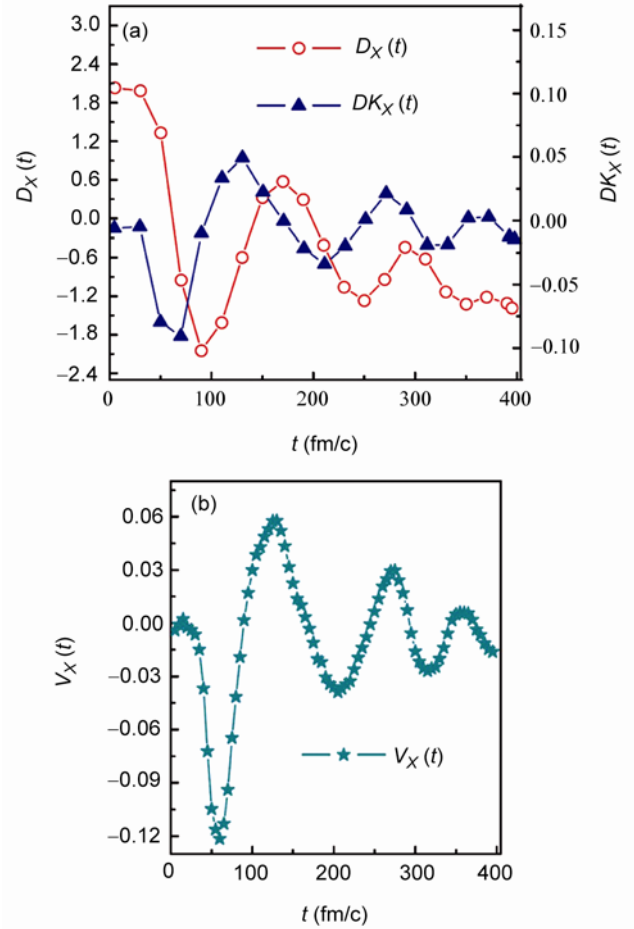 (a)
3.0
2.4
1.8
1.2
0.6
0.0
−0.6
−1.2
−1.8
−2.4
D_X (t)
D_X (t)
DK_X (t)
0.15
0.10
0.05
0.00
−0.05
−0.10
DK_X (t)
0 100 200 300 400
t (fm/c)
(b)
0.06
0.03
0.00
−0.03
−0.06
−0.09
−0.12
V_X (t)
V_X (t)
0 100 200 300 400
t (fm/c)